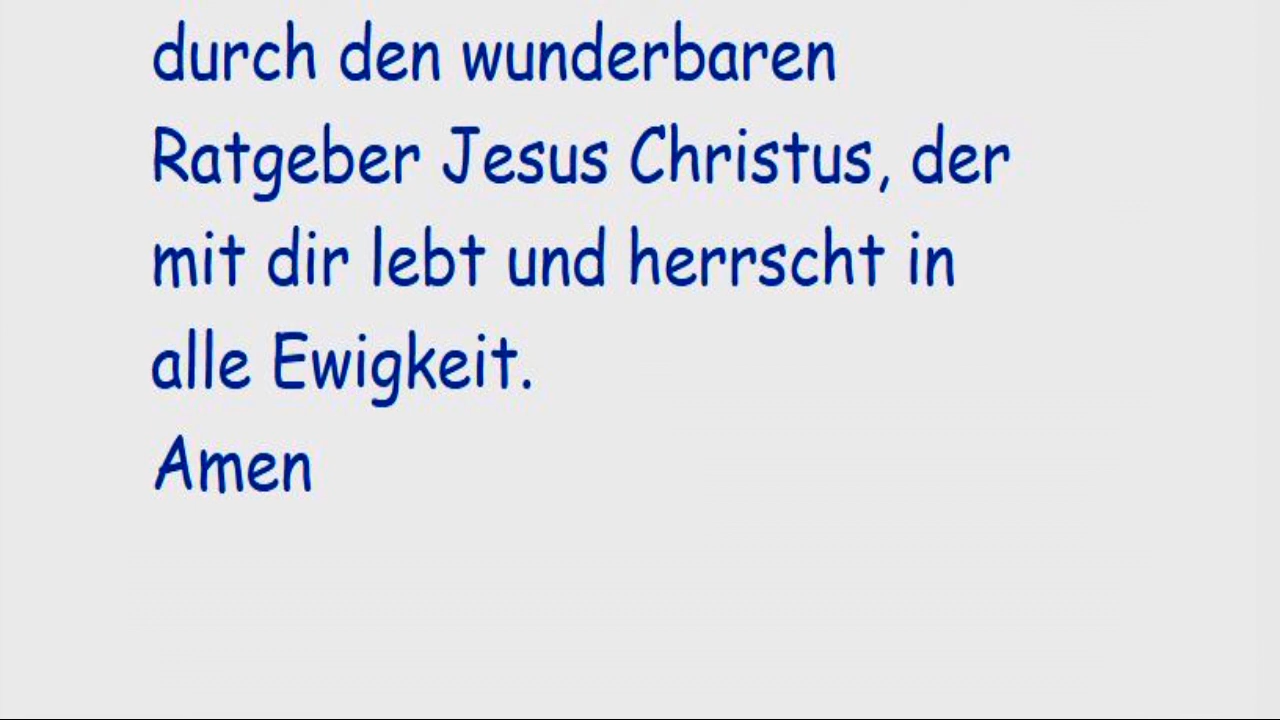 durch den wunderbaren
Ratgeber Jesus Christus, der
mit dir lebt und herrscht in
alle Ewigkeit.
Amen